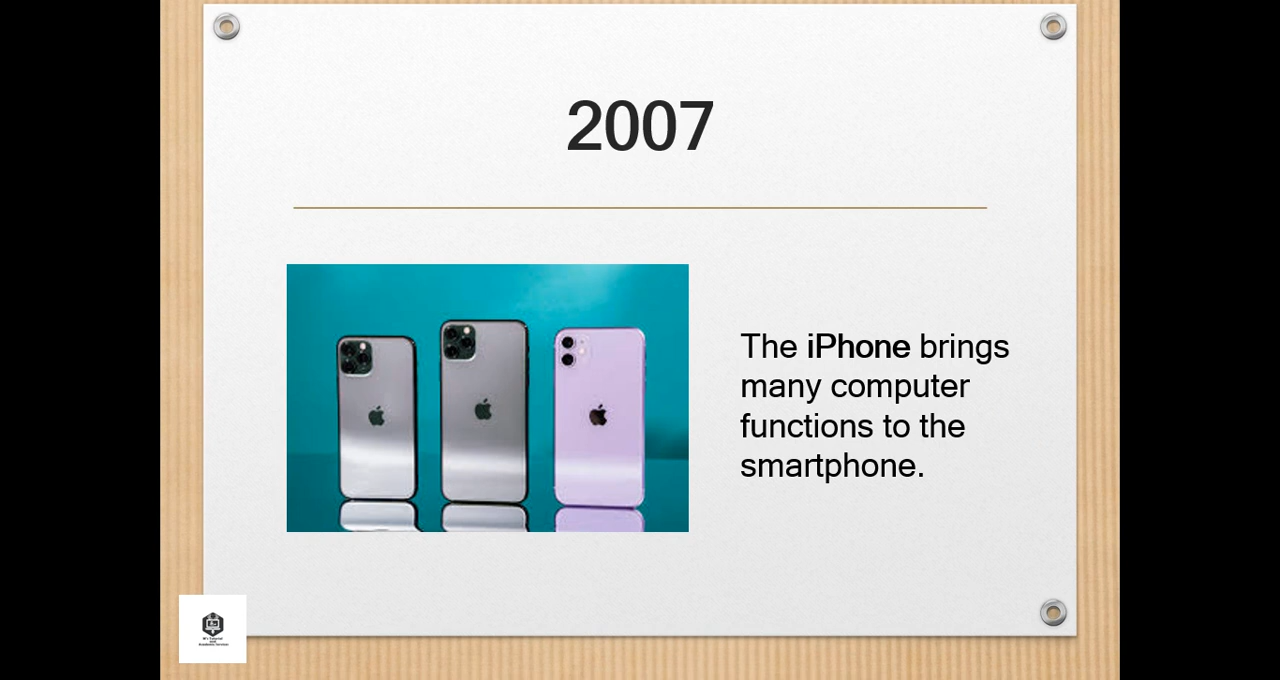 2007
The iPhone brings
many computer
functions to the
smartphone.